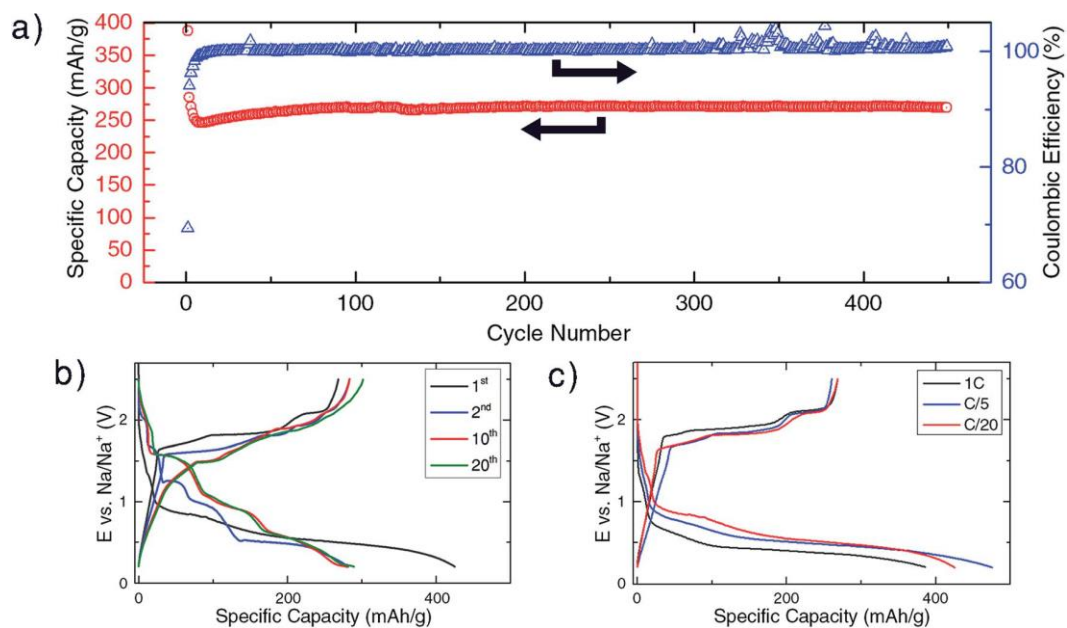 a)
Specific Capacity (mAh/g)
400
350
300
250
200
150
100
50
0
100
80
60
Coulombic Efficiency (%)
0 100 200 300 400
Cycle Number
b)
E vs. Na/Na⁺ (V)
2
1
0
1ˢᵗ
2ⁿᵈ
10ᵗʰ
20ᵗʰ
0 200 400
Specific Capacity (mAh/g)
c)
E vs. Na/Na⁺ (V)
2
1
0
1C
C/5
C/20
0 200 400
Specific Capacity (mAh/g)